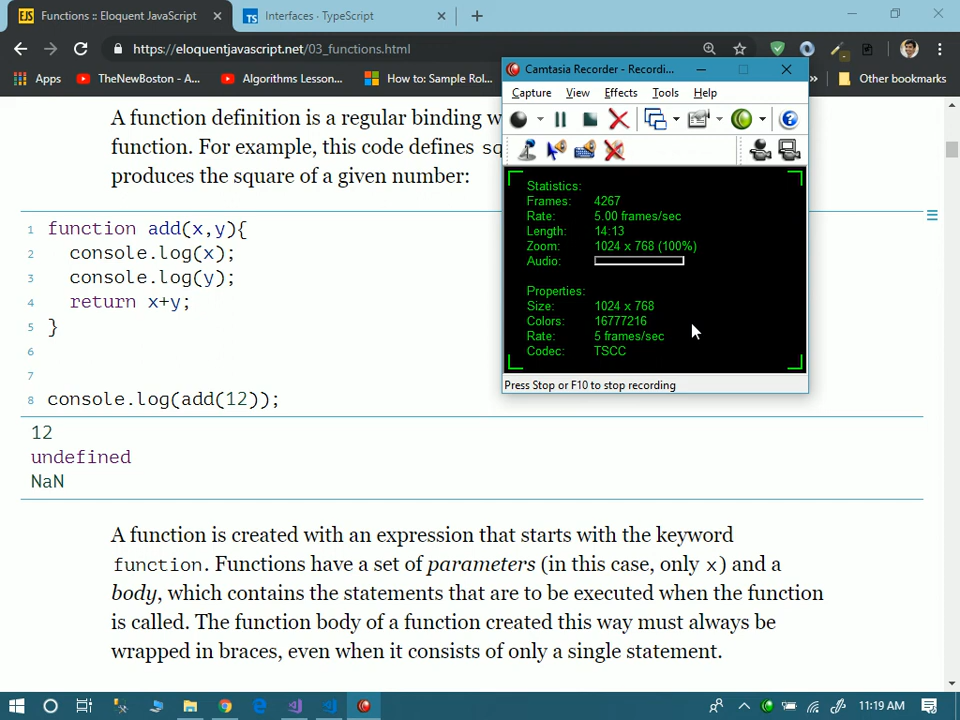 Functions :: Eloquent JavaScript
TS
Interfaces · TypeScript
https://eloquentjavascript.net/03_functions.html
Apps
TheNewBoston - A...
Algorithms Lesson...
How to: Sample Rol...
»
Other bookmarks
Camtasia Recorder - Recordi...
Capture View Effects Tools Help
Statistics:
Frames: 4267
Rate: 5.00 frames/sec
Length: 14:13
Zoom: 1024 x 768 (100%)
Audio:
Properties:
Size: 1024 x 768
Colors: 16777216
Rate: 5 frames/sec
Codec: TSCC
Press Stop or F10 to stop recording
A function definition is a regular binding w
function. For example, this code defines sq
produces the square of a given number:
1 function add(x,y){
2 console.log(x);
3 console.log(y);
4 return x+y;
5 }
6
7
8 console.log(add(12));
12
undefined
NaN
A function is created with an expression that starts with the keyword
function. Functions have a set of parameters (in this case, only x) and a
body, which contains the statements that are to be executed when the function
is called. The function body of a function created this way must always be
wrapped in braces, even when it consists of only a single statement.
11:19 AM